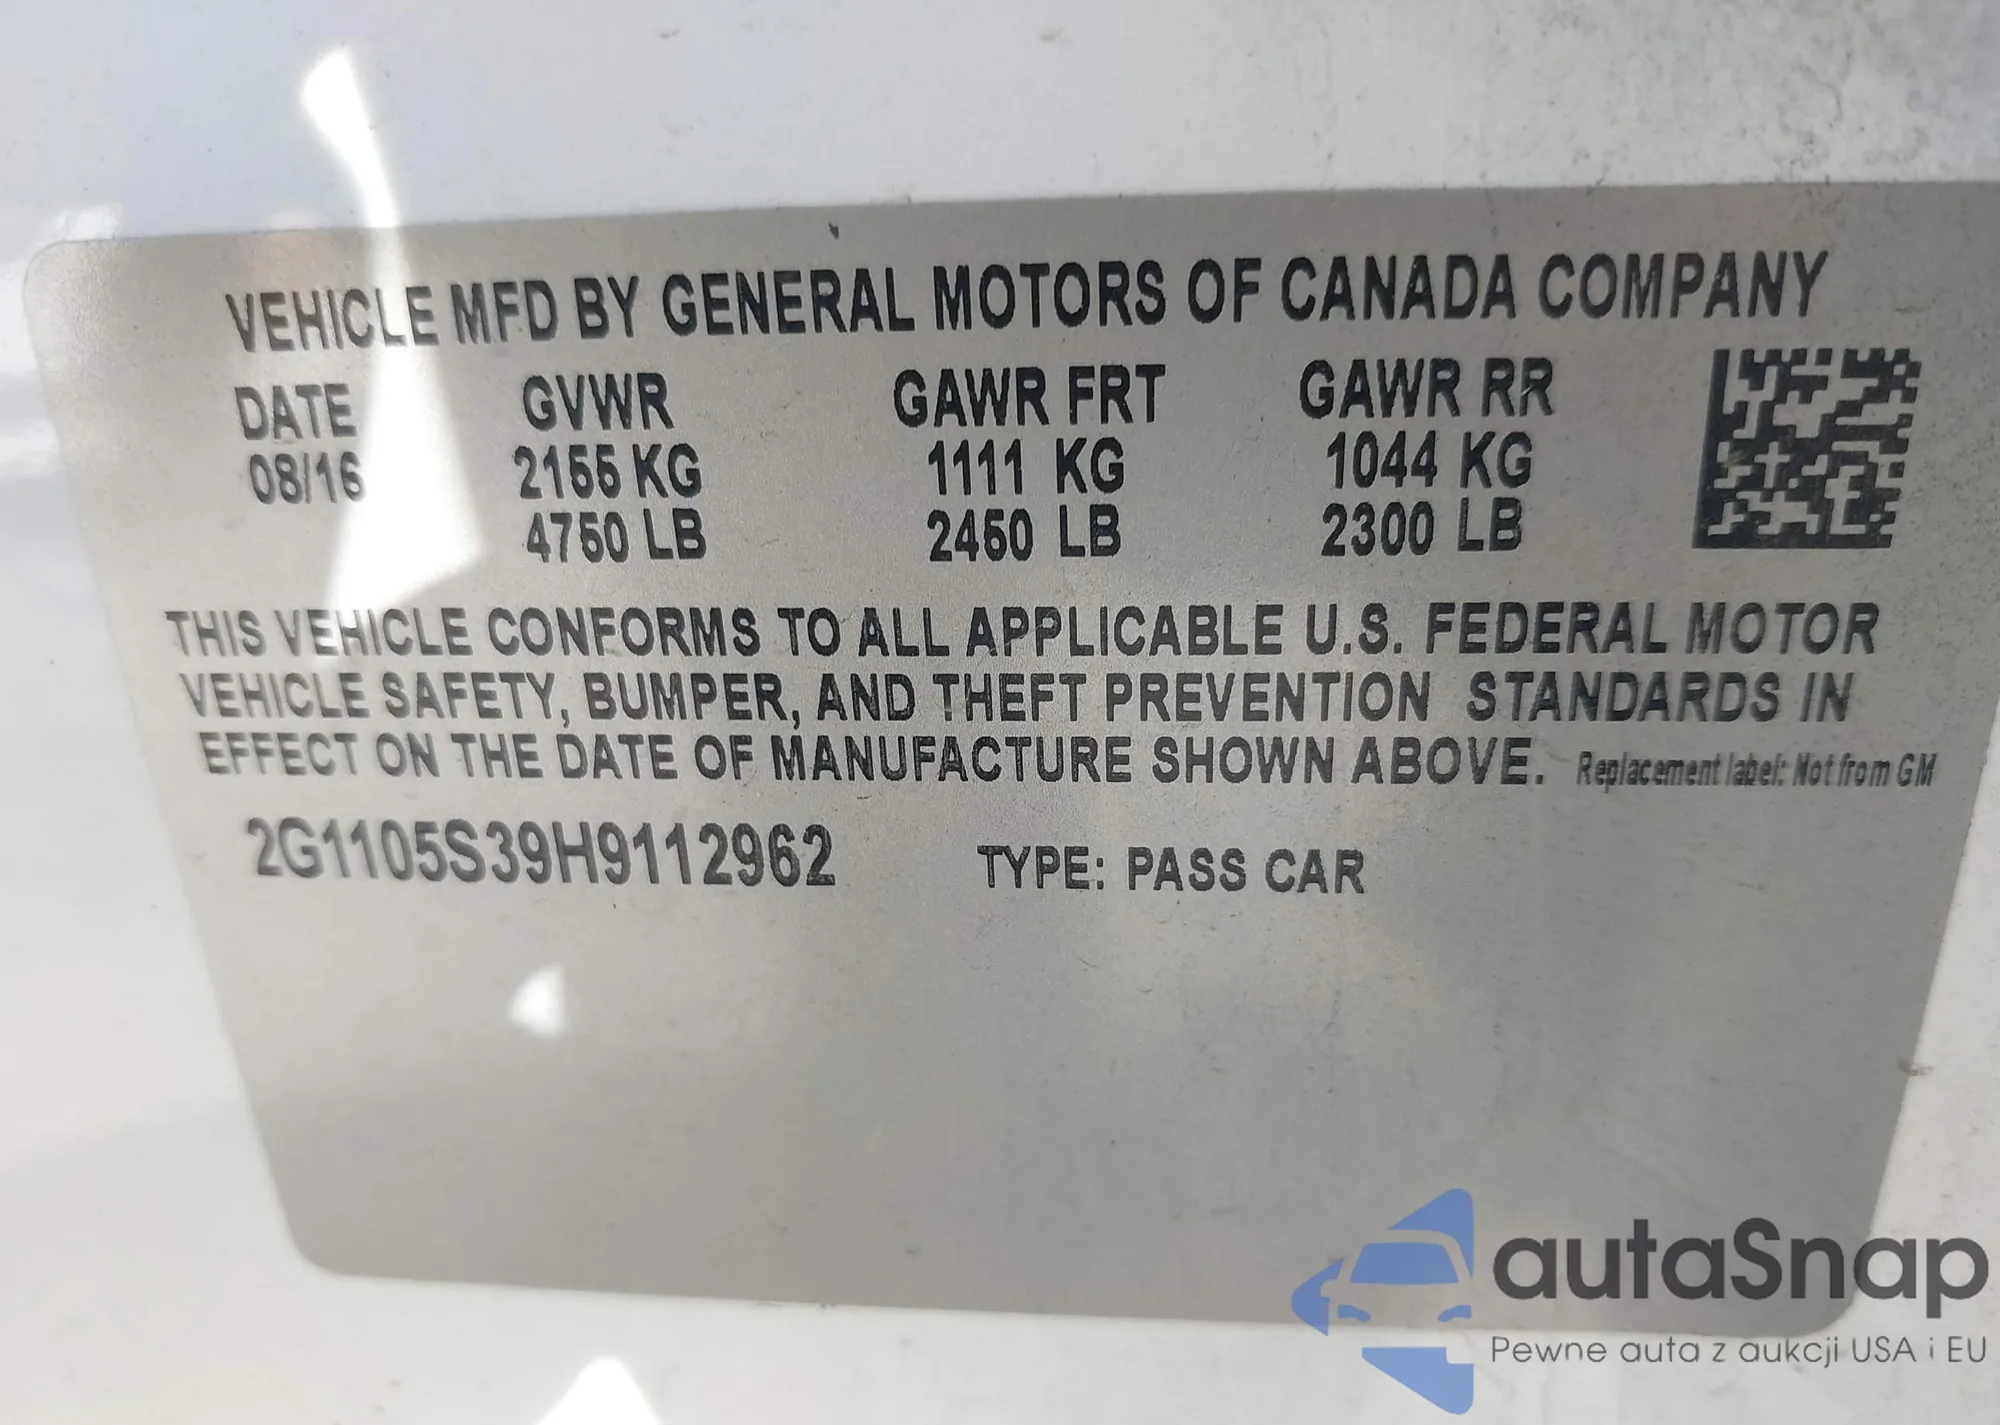 VEHICLE MFD BY GENERAL MOTORS OF CANADA COMPANY
DATE GVWR GAWR FRT GAWR RR
08/16 2155 KG 1111 KG 1044 KG
4750 LB 2450 LB 2300 LB
THIS VEHICLE CONFORMS TO ALL APPLICABLE U.S. FEDERAL MOTOR
VEHICLE SAFETY, BUMPER, AND THEFT PREVENTION STANDARDS IN
EFFECT ON THE DATE OF MANUFACTURE SHOWN ABOVE. Replacement label: Not from GM
2G1105S39H9112962 TYPE: PASS CAR
autaSnap
Pewne auta z aukcji USA i EU